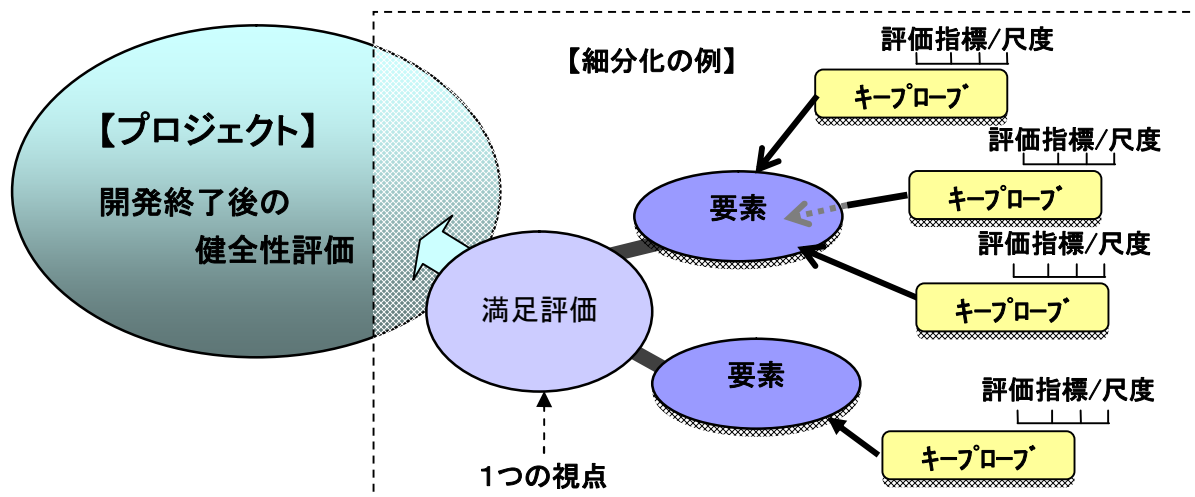 【細分化の例】
評価指標/尺度
キープローブ
【プロジェクト】
開発終了後の
健全性評価
評価指標/尺度
キープローブ
要素
評価指標/尺度
キープローブ
満足評価
要素
評価指標/尺度
キープローブ
1つの視点